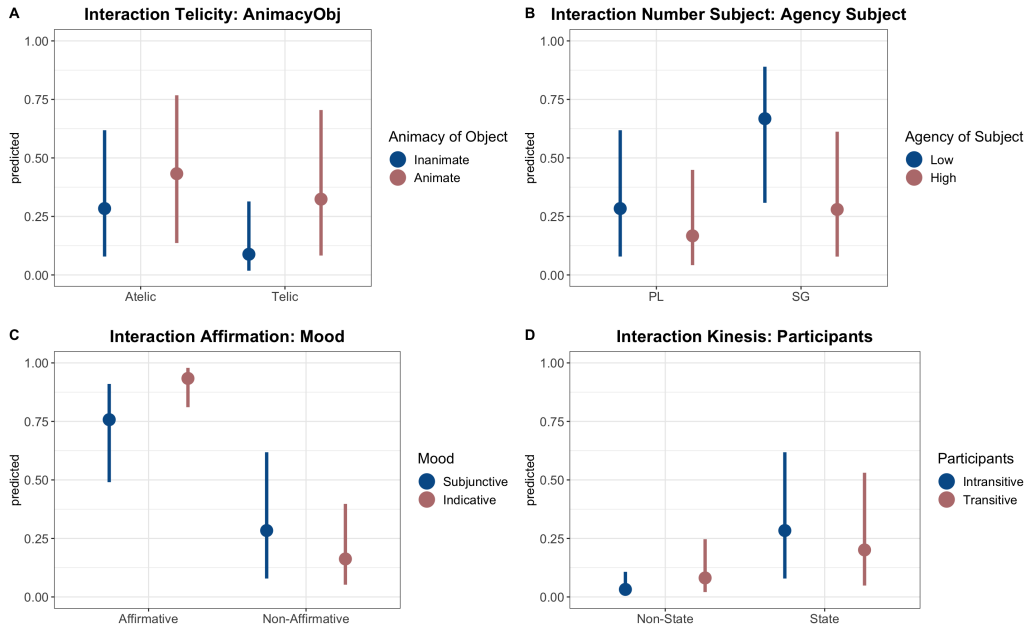 A
Interaction Telicity: AnimacyObj
predicted
1.00
0.75
0.50
0.25
0.00
Atelic
Telic
Animacy of Object
Inanimate
Animate
B
Interaction Number Subject: Agency Subject
predicted
1.00
0.75
0.50
0.25
0.00
PL
SG
Agency of Subject
Low
High
C
Interaction Affirmation: Mood
predicted
1.00
0.75
0.50
0.25
0.00
Affirmative
Non-Affirmative
Mood
Subjunctive
Indicative
D
Interaction Kinesis: Participants
predicted
1.00
0.75
0.50
0.25
0.00
Non-State
State
Participants
Intransitive
Transitive